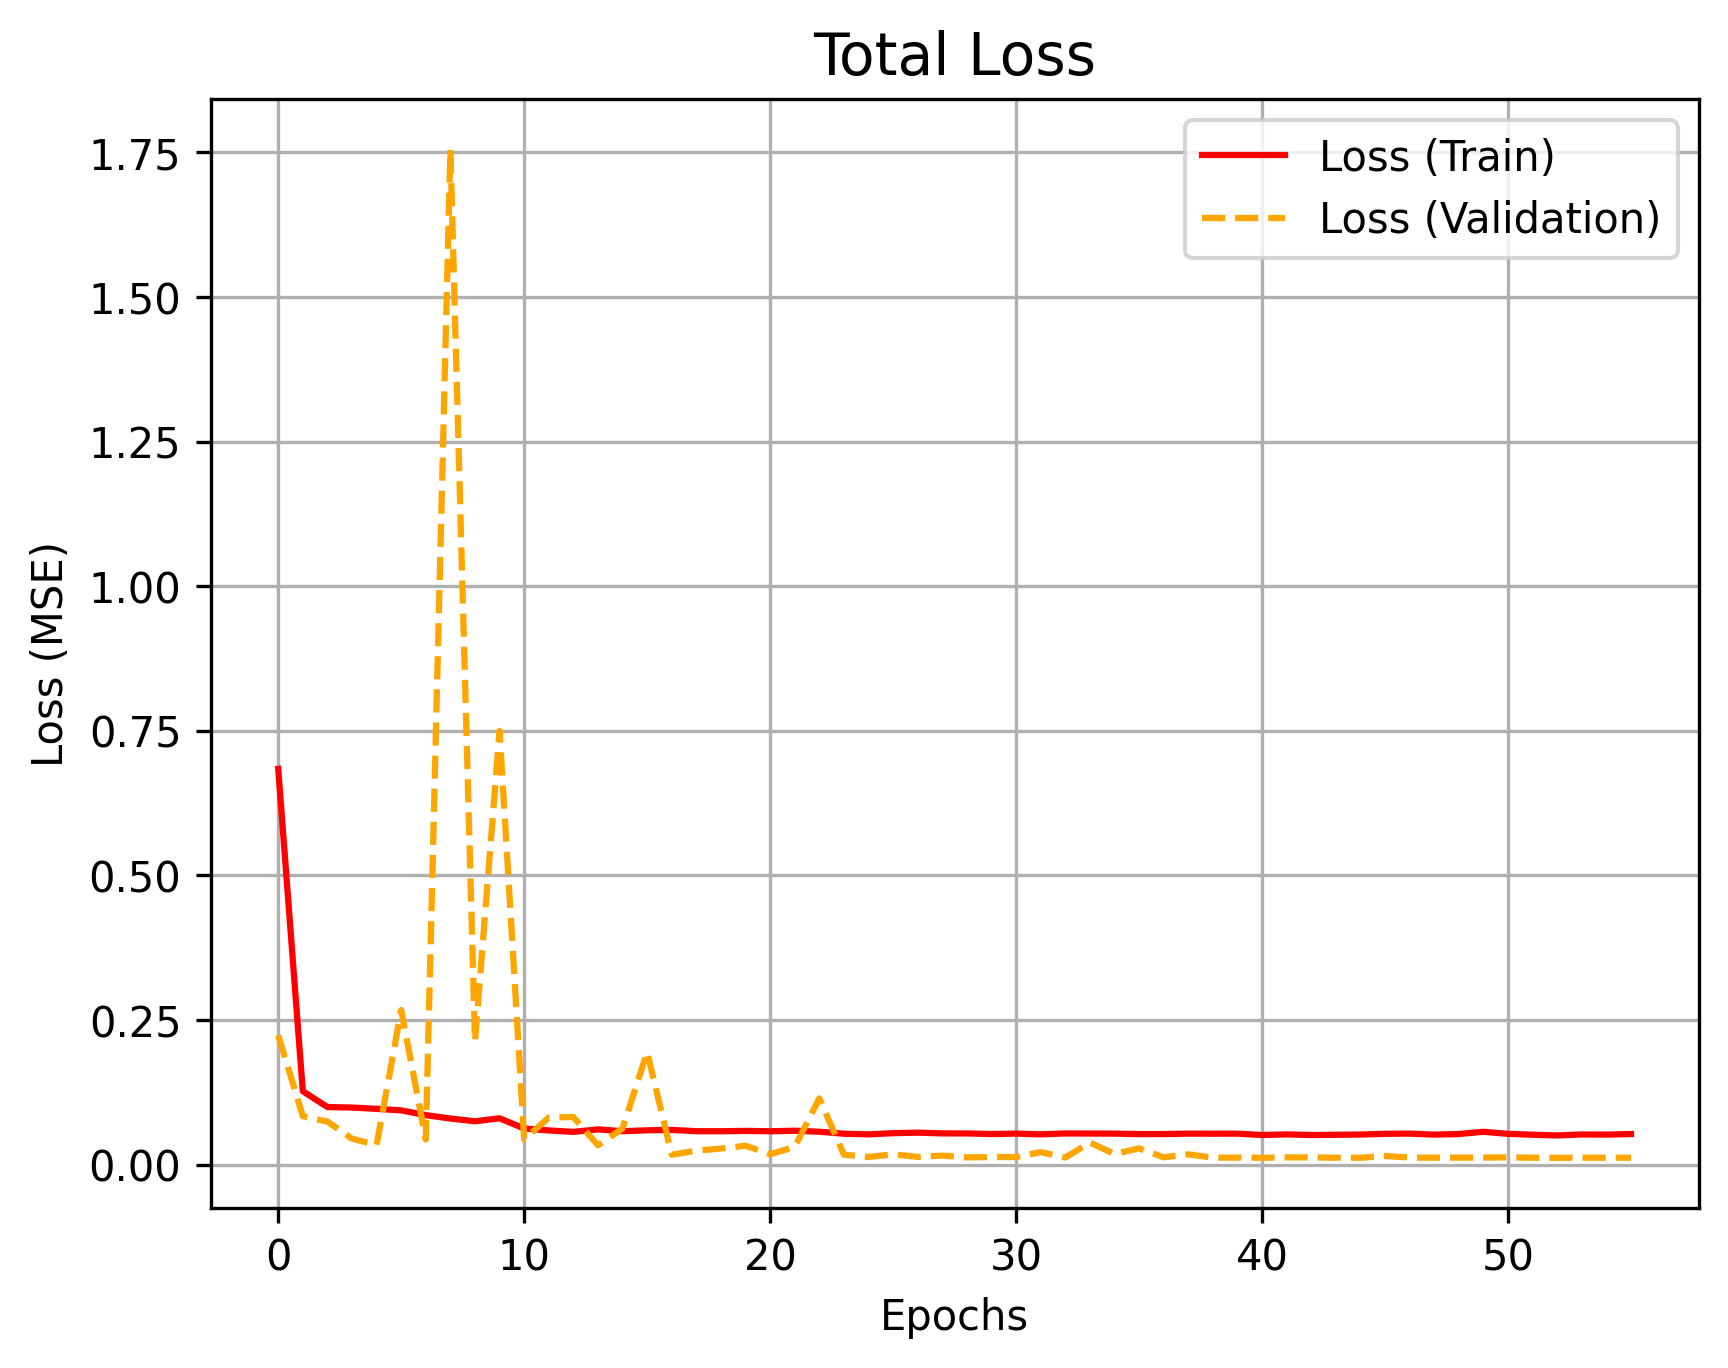 Total Loss
Loss (Train)
Loss (Validation)
Loss (MSE)
1.75
1.50
1.25
1.00
0.75
0.50
0.25
0.00
0 10 20 30 40 50
Epochs